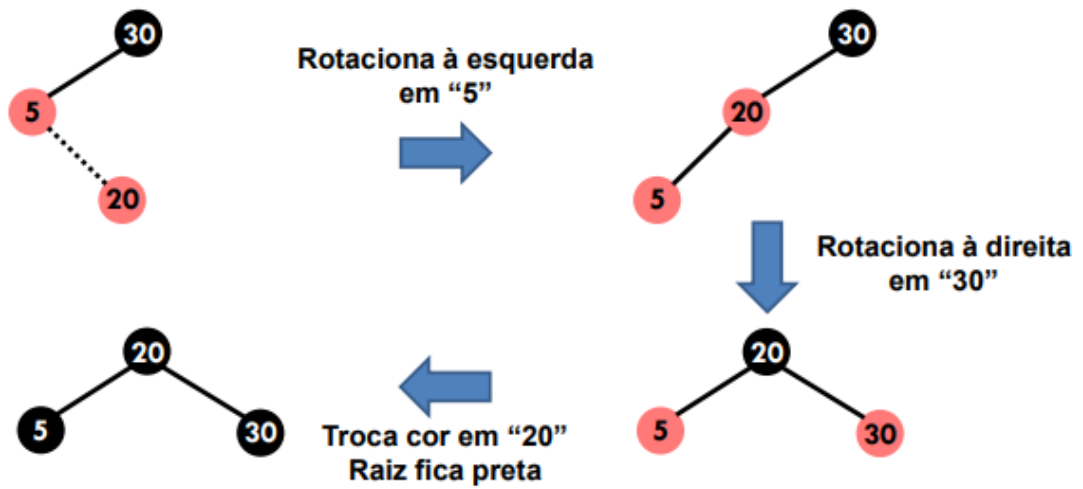 30
5
20
Rotaciona à esquerda
em “5”
30
20
5
Rotaciona à direita
em “30”
20
5
30
Troca cor em “20”
Raiz fica preta
20
5
30